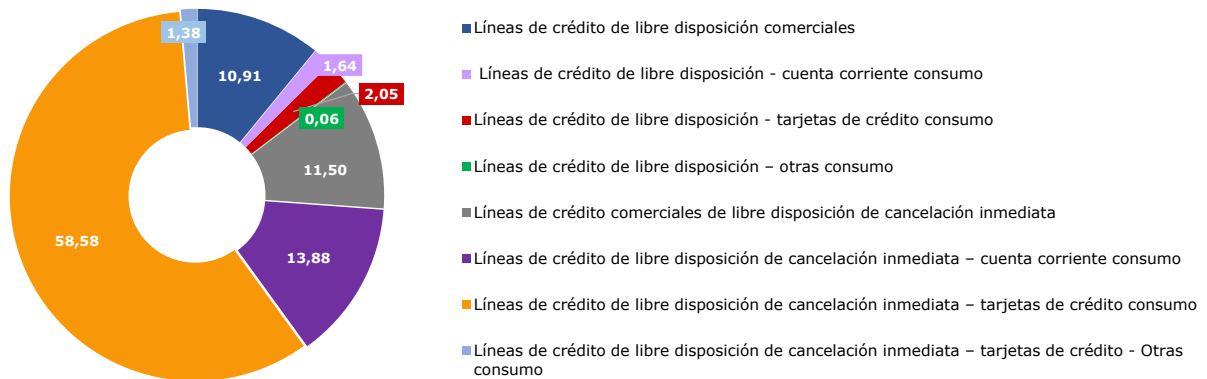 1,38
10,91
1,64
2,05
0,06
11,50
58,58
13,88
Líneas de crédito de libre disposición comerciales
Líneas de crédito de libre disposición - cuenta corriente consumo
Líneas de crédito de libre disposición - tarjetas de crédito consumo
Líneas de crédito de libre disposición – otras consumo
Líneas de crédito comerciales de libre disposición de cancelación inmediata
Líneas de crédito de libre disposición de cancelación inmediata – cuenta corriente consumo
Líneas de crédito de libre disposición de cancelación inmediata – tarjetas de crédito consumo
Líneas de crédito de libre disposición de cancelación inmediata – tarjetas de crédito - Otras
consumo